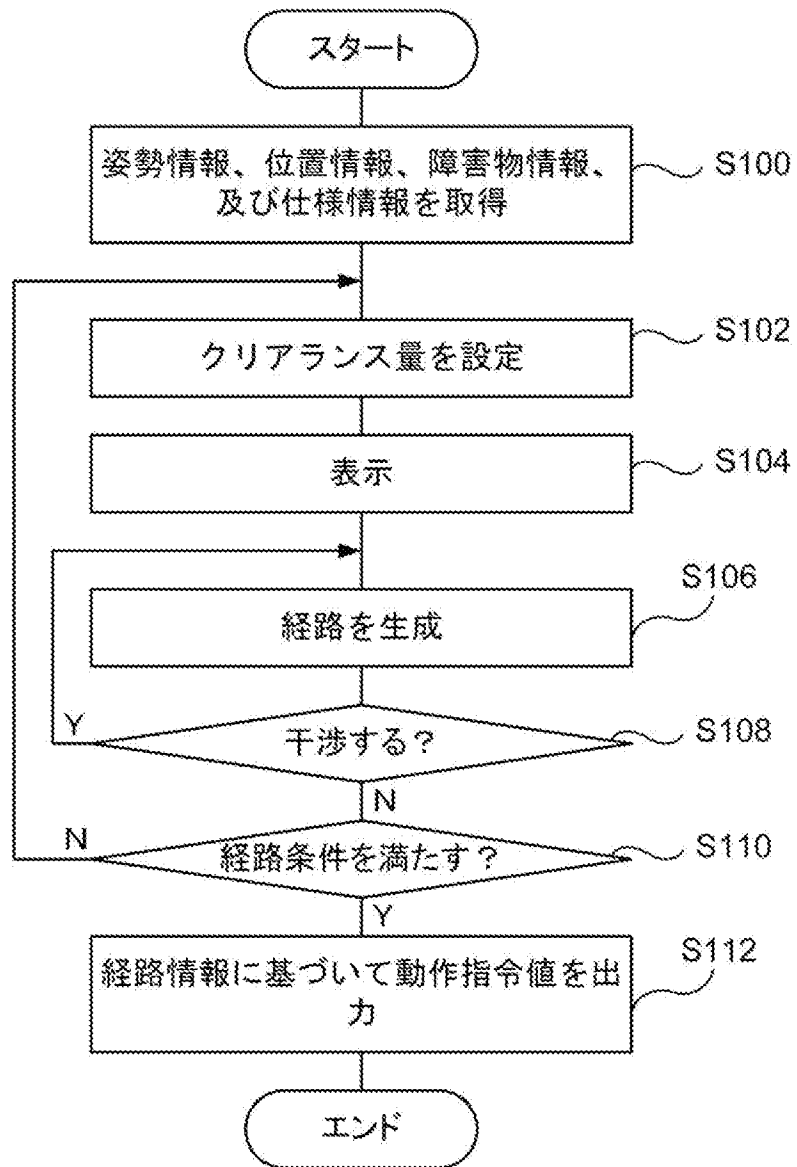 スタート
姿勢情報、位置情報、障害物情報、
及び仕様情報を取得
S100
クリアランス量を設定
S102
表示
S104
経路を生成
S106
干渉する？
S108
Y
N
経路条件を満たす？
S110
N
Y
経路情報に基づいて動作指令値を出
力
S112
エンド